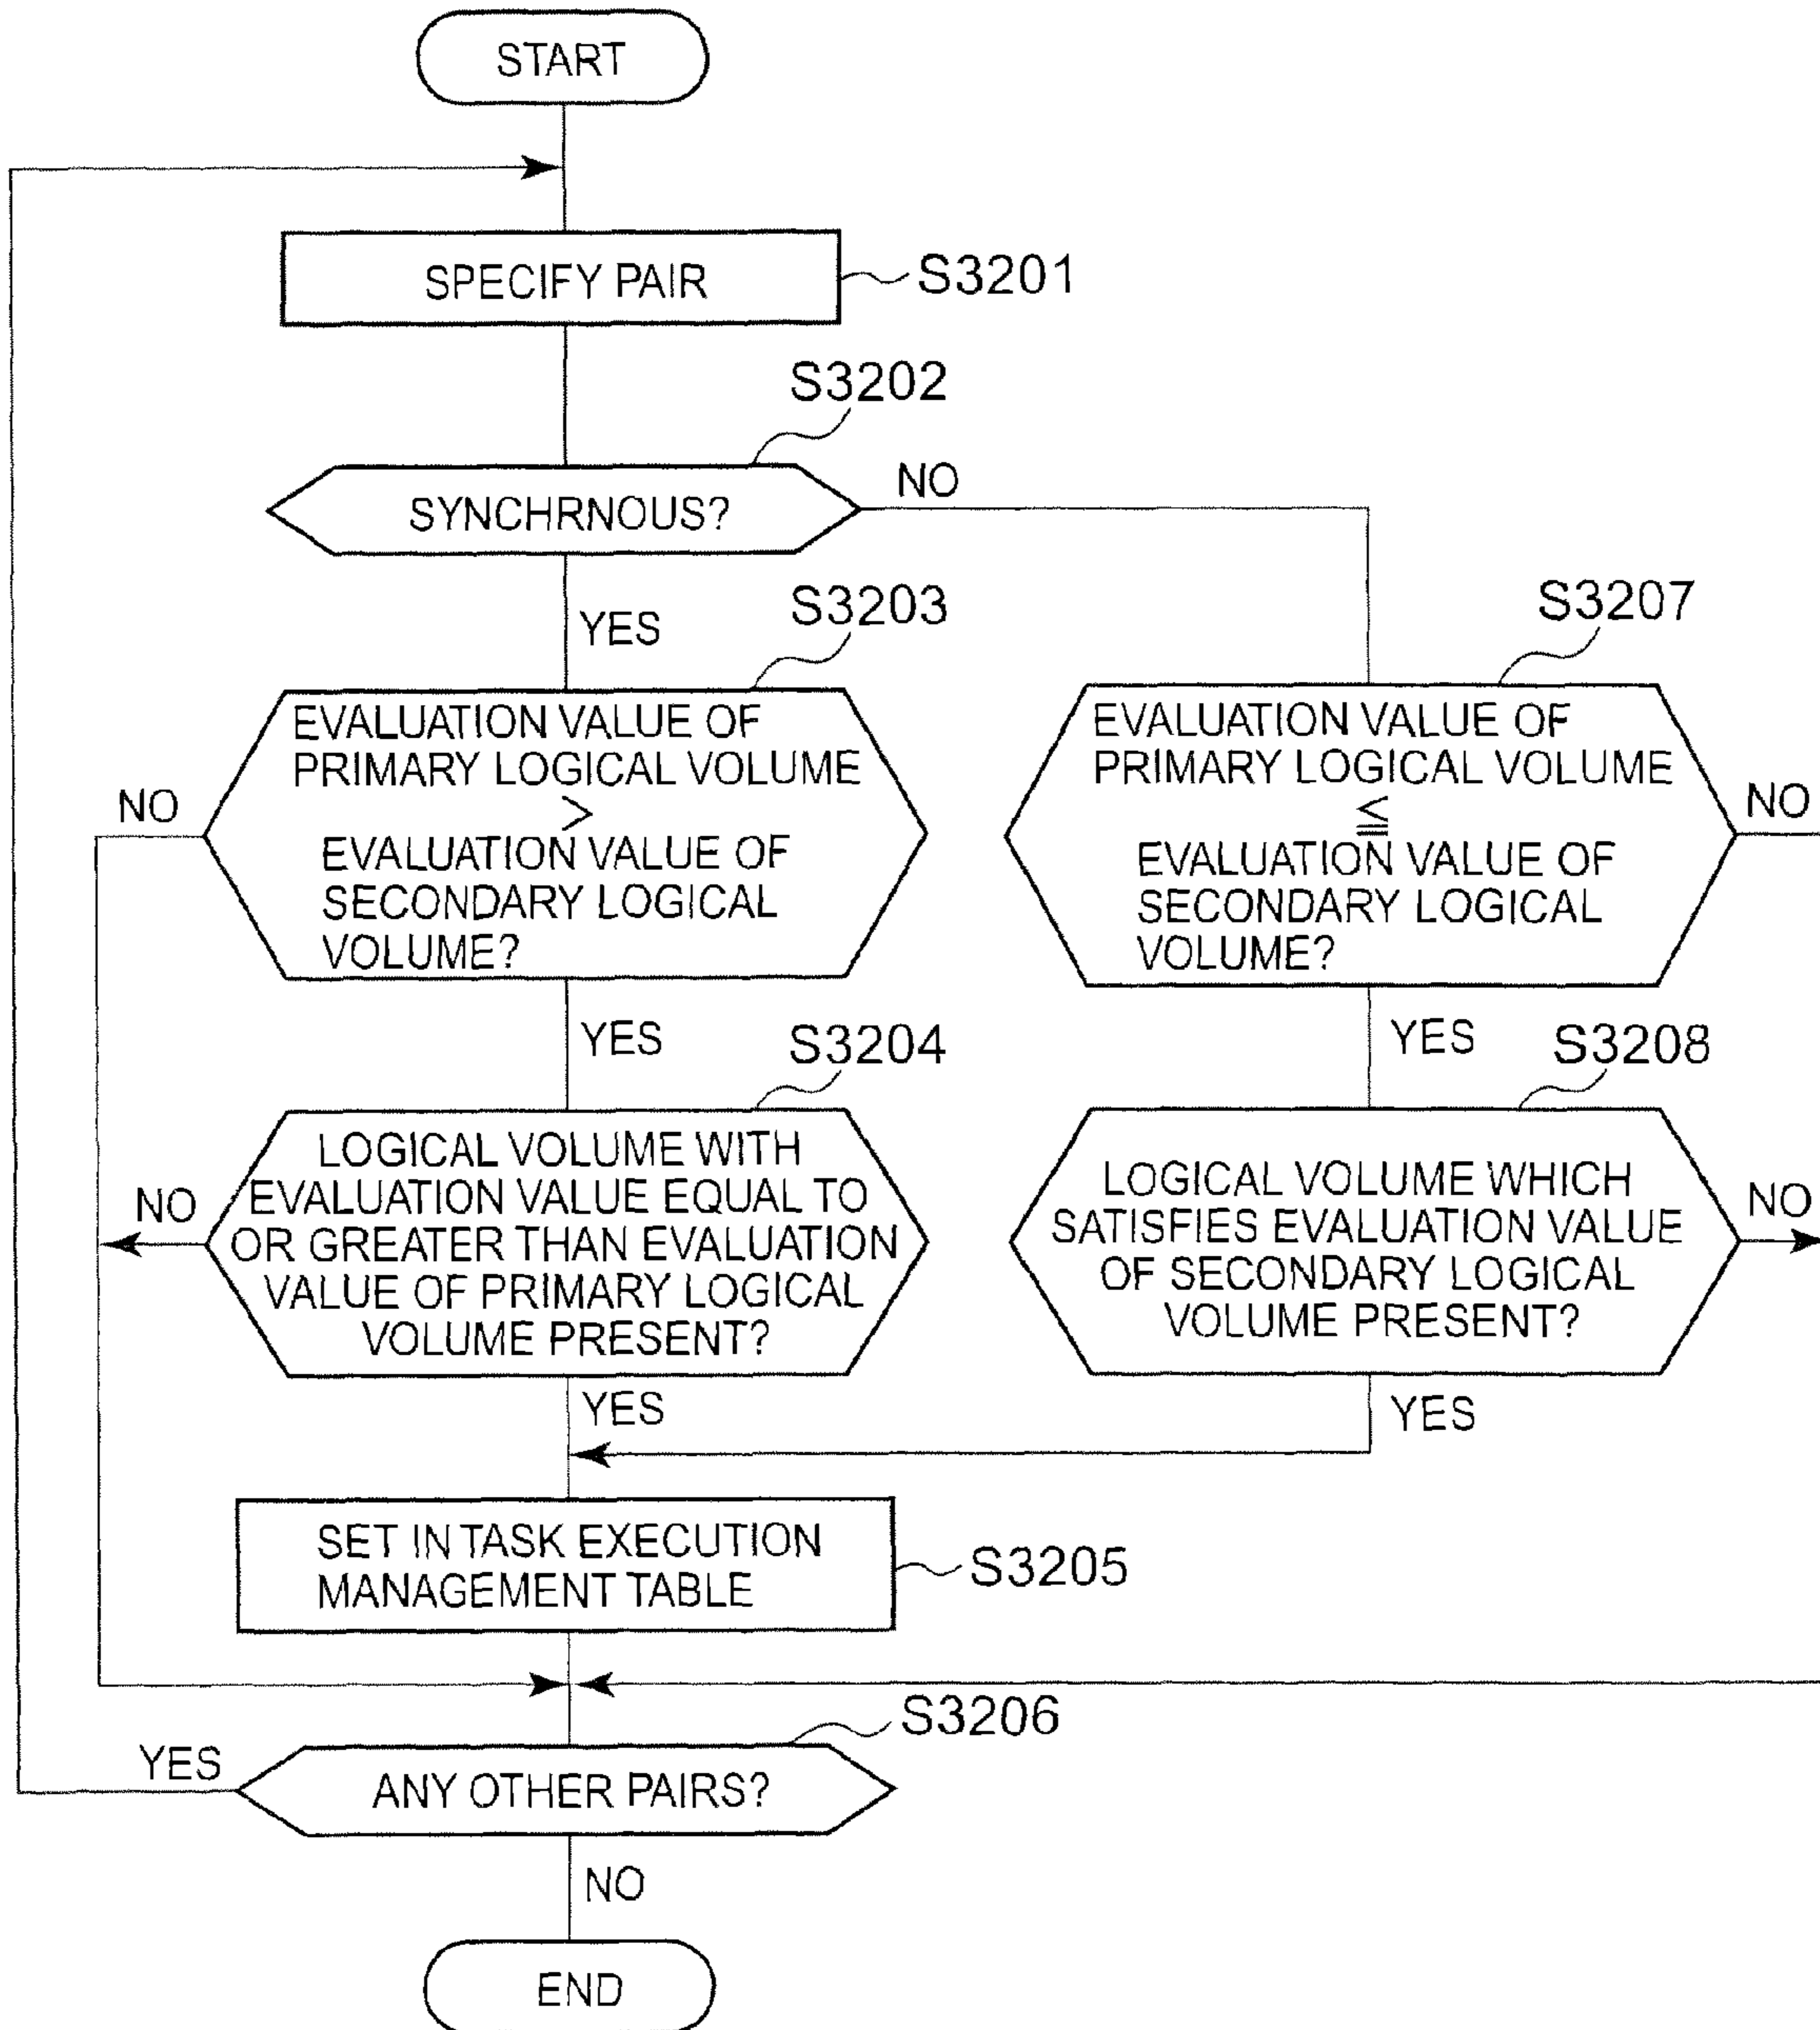 START
SPECIFY PAIR
S3201
S3202
SYNCHRNOUS?
NO
YES
S3203
EVALUATION VALUE OF
PRIMARY LOGICAL VOLUME
>
EVALUATION VALUE OF
SECONDARY LOGICAL
VOLUME?
NO
YES
S3207
EVALUATION VALUE OF
PRIMARY LOGICAL VOLUME
≦
EVALUATION VALUE OF
SECONDARY LOGICAL
VOLUME?
NO
YES
S3204
LOGICAL VOLUME WITH
EVALUATION VALUE EQUAL TO
OR GREATER THAN EVALUATION
VALUE OF PRIMARY LOGICAL
VOLUME PRESENT?
NO
YES
S3208
LOGICAL VOLUME WHICH
SATISFIES EVALUATION VALUE
OF SECONDARY LOGICAL
VOLUME PRESENT?
NO
YES
SET IN TASK EXECUTION
MANAGEMENT TABLE
S3205
S3206
YES
ANY OTHER PAIRS?
NO
END